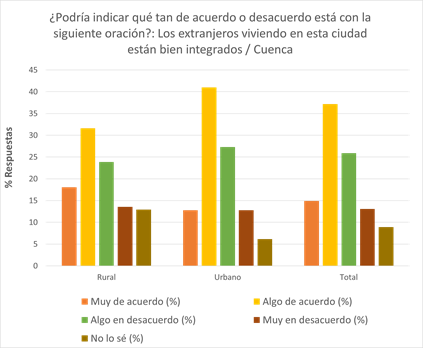 ¿Podría indicar qué tan de acuerdo o desacuerdo está con la
siguiente oración?: Los extranjeros viviendo en esta ciudad
están bien integrados / Cuenca
% Respuestas
45
40
35
30
25
20
15
10
5
0
Rural
Urbano
Total
Muy de acuerdo (%)
Algo de acuerdo (%)
Algo en desacuerdo (%)
Muy en desacuerdo (%)
No lo sé (%)